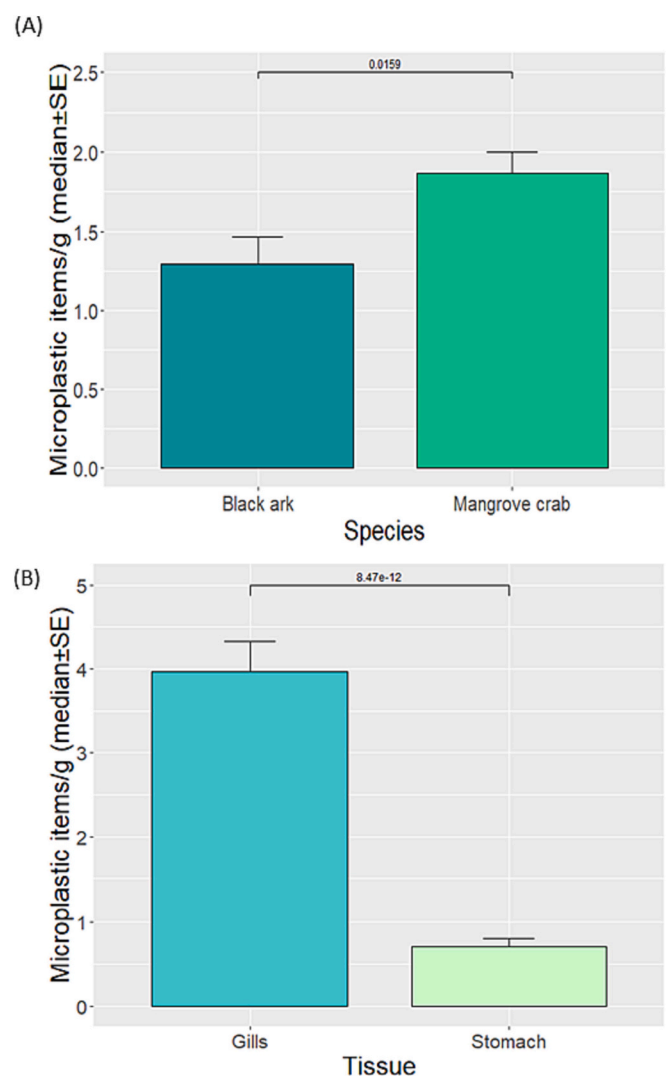 (A)
Microplastic items/g (median±SE)
2.5
2.0
1.5
1.0
0.5
0.0
0.0159
Black ark
Mangrove crab
Species
(B)
Microplastic items/g (median±SE)
5
4
3
2
1
0
8.47e-12
Gills
Stomach
Tissue